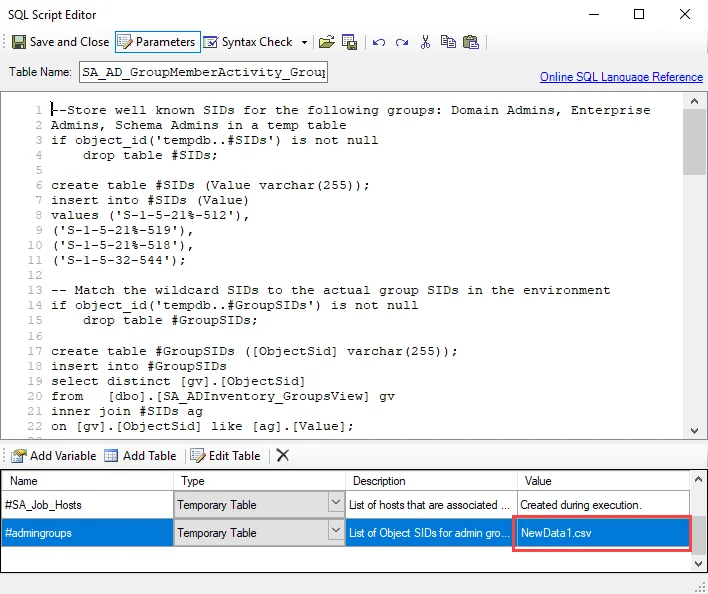 SQL Script Editor
Save and Close Parameters Syntax Check
Table Name: SA_AD_GroupMemberActivity_Group
Online SQL Language Reference
1 --Store well known SIDs for the following groups: Domain Admins, Enterprise
2 Admins, Schema Admins in a temp table
3 if object_id('tempdb..#SIDs') is not null
4 drop table #SIDs;
5
6 create table #SIDs (Value varchar(255));
7 insert into #SIDs (Value)
8 values ('S-1-5-21%-512'),
9 ('S-1-5-21%-519'),
10 ('S-1-5-21%-518'),
11 ('S-1-5-32-544');
12
13 -- Match the wildcard SIDs to the actual group SIDs in the environment
14 if object_id('tempdb..#GroupSIDs') is not null
15 drop table #GroupSIDs;
16
17 create table #GroupSIDs ([ObjectSid] varchar(255));
18 insert into #GroupSIDs
19 select distinct [gv].[ObjectSid]
20 from [dbo].[SA_ADInventory_GroupsView] gv
21 inner join #SIDs ag
22 on [gv].[ObjectSid] like [ag].[Value];
Add Variable Add Table Edit Table
Name Type Description Value
#SA_Job_Hosts Temporary Table List of hosts that are associated ... Created during execution.
#admingroups Temporary Table List of Object SIDs for admin gro... NewData1.csv